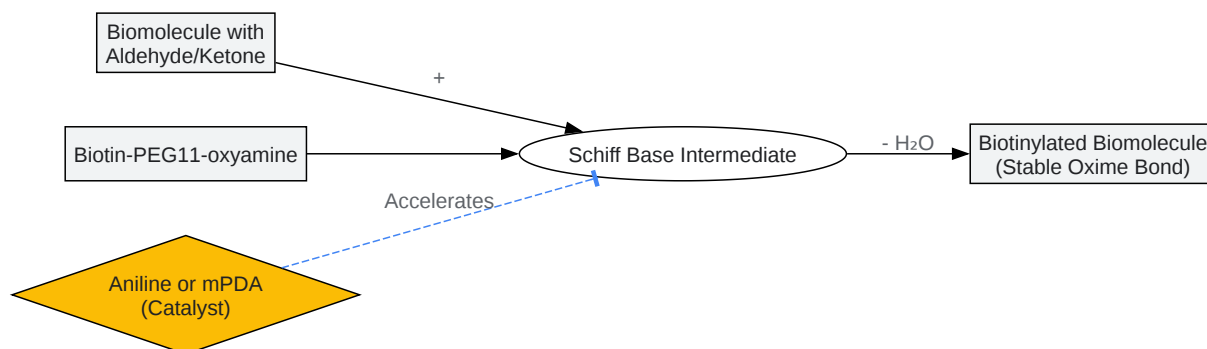 Biomolecule with
Aldehyde/Ketone
+
Biotin-PEG11-oxyamine
Schiff Base Intermediate
- H₂O
Biotinylated Biomolecule
(Stable Oxime Bond)
Accelerates
Aniline or mPDA
(Catalyst)